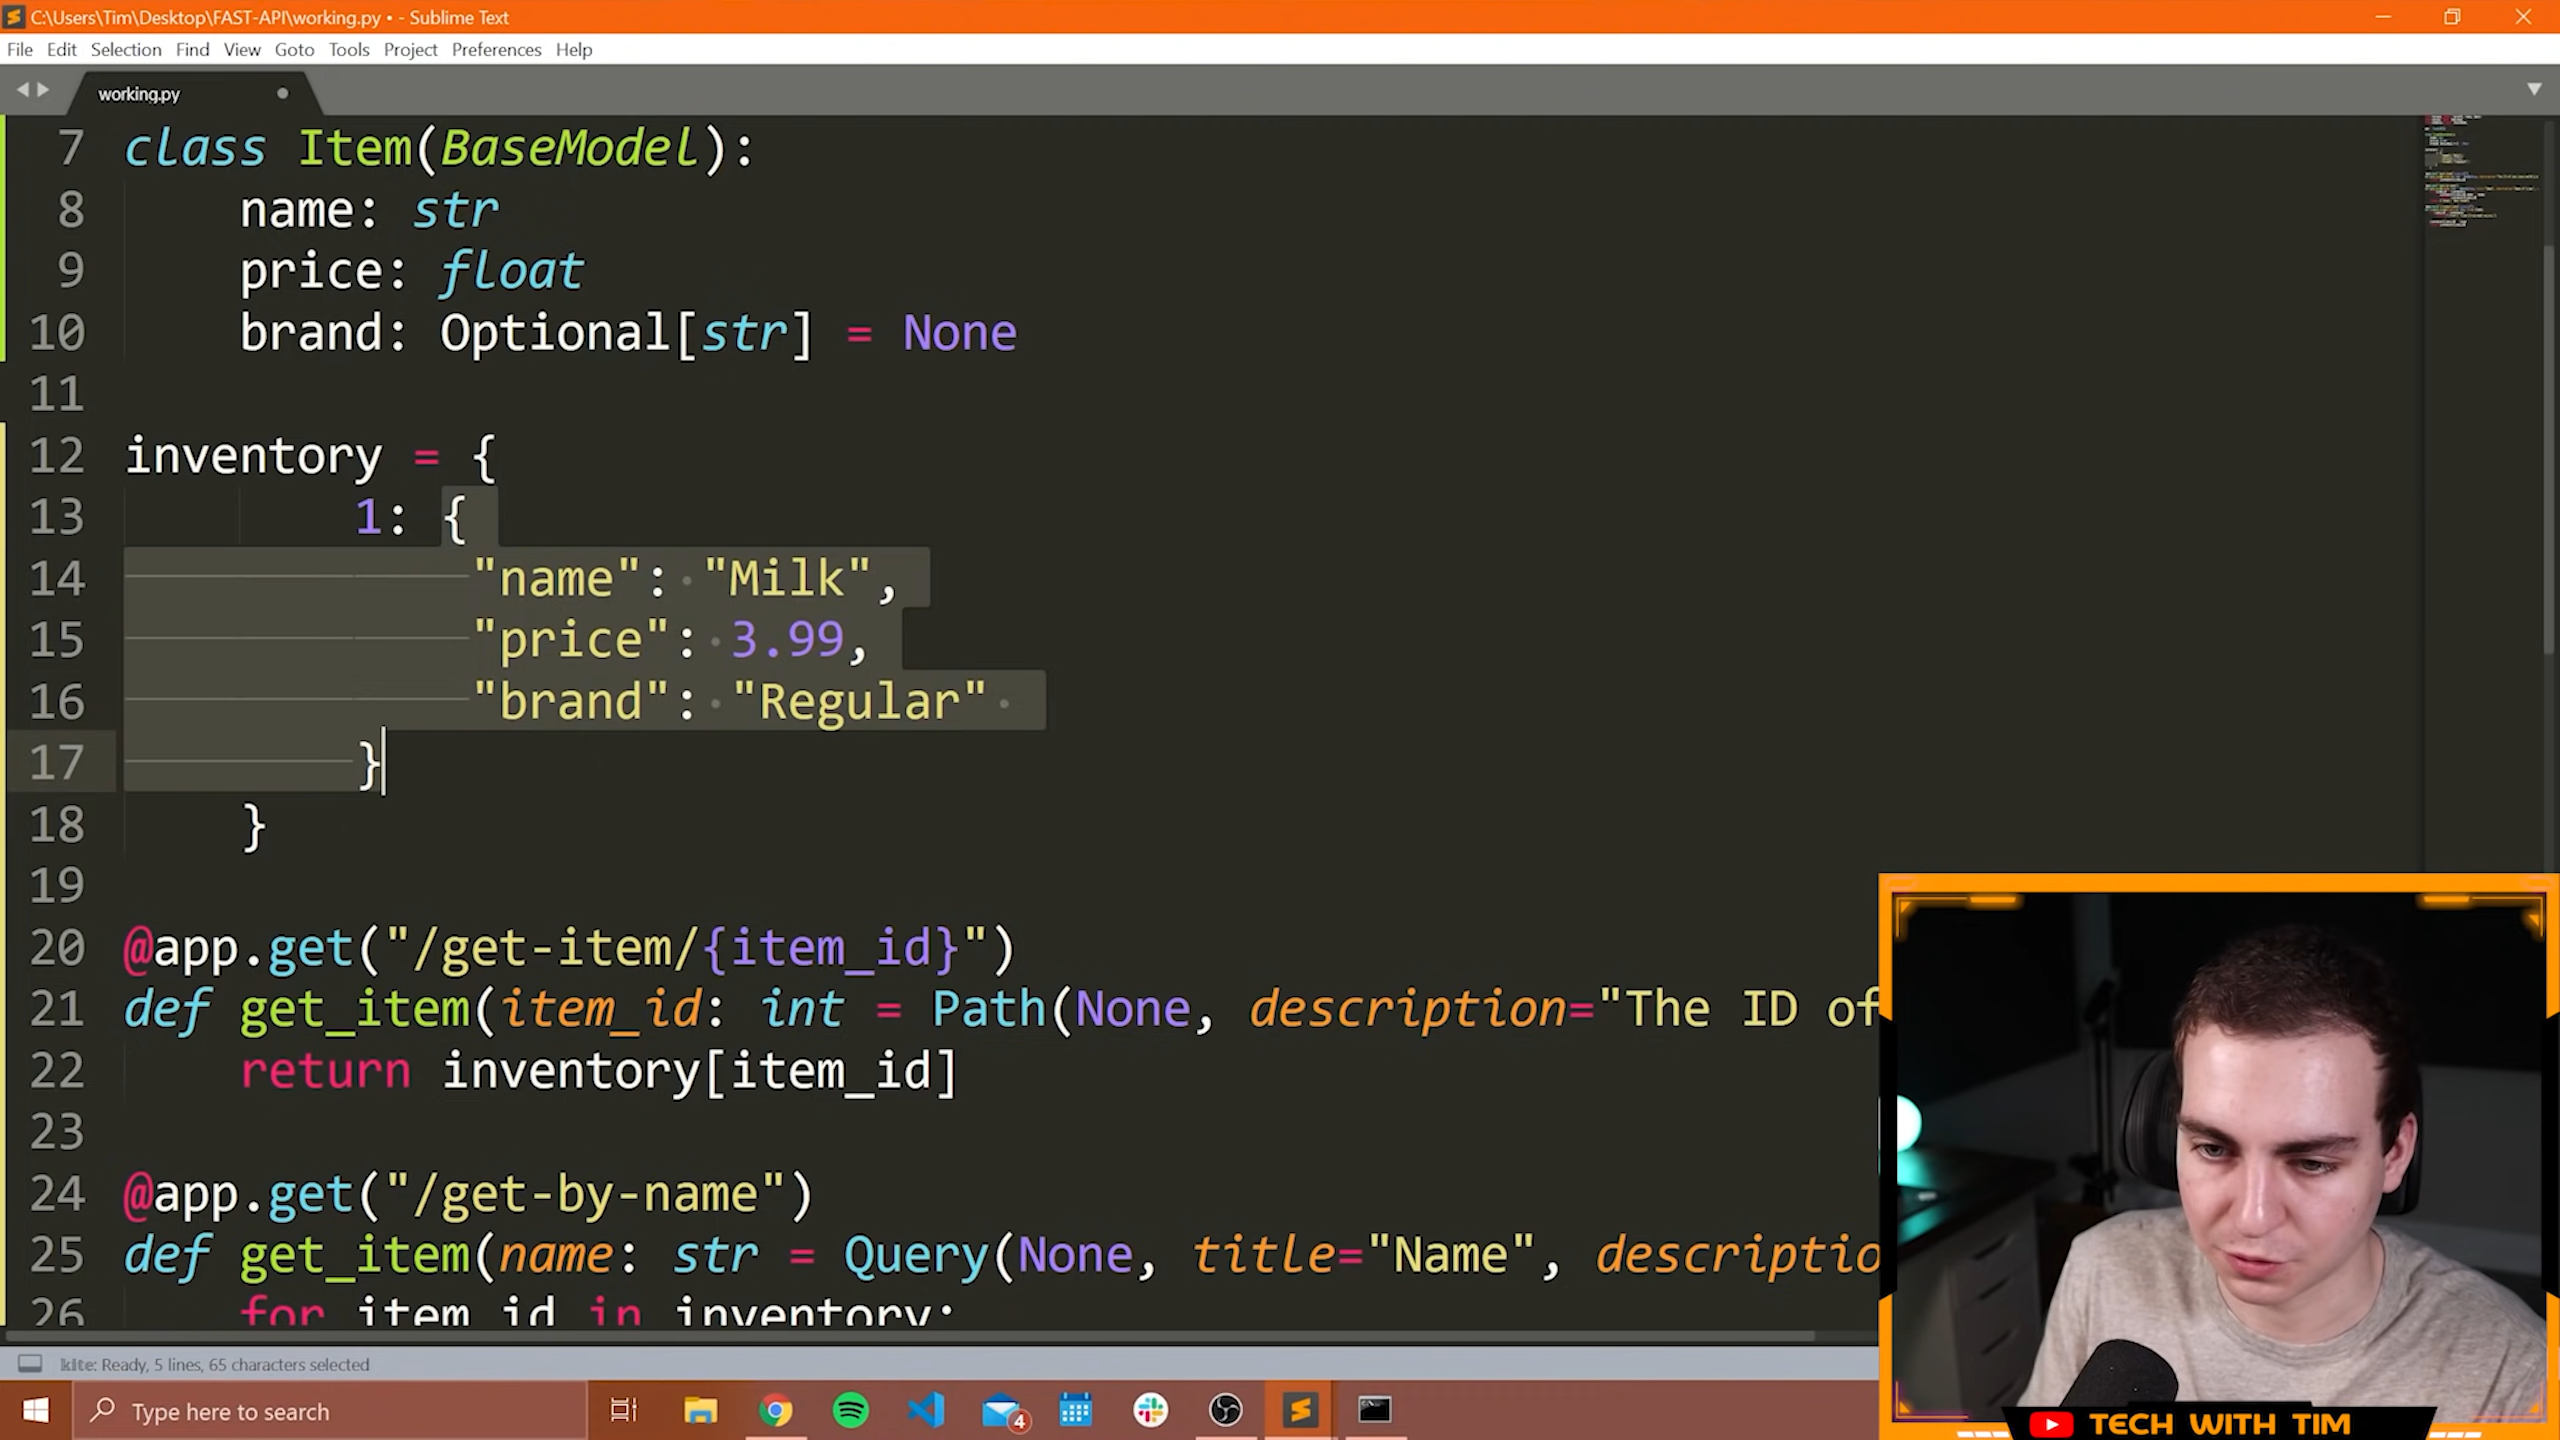 C:\Users\Tim\Desktop\FAST-API\working.py • - Sublime Text
File Edit Selection Find View Goto Tools Project Preferences Help
working.py
7 class Item(BaseModel):
8 name: str
9 price: float
10 brand: Optional[str] = None
11
12 inventory = {
13 1: {
14 "name": "Milk",
15 "price": 3.99,
16 "brand": "Regular"
17 }
18 }
19
20 @app.get("/get-item/{item_id}")
21 def get_item(item_id: int = Path(None, description="The ID of
22 return inventory[item_id]
23
24 @app.get("/get-by-name")
25 def get_item(name: str = Query(None, title="Name", descriptio
26 for item_id in inventory:
kite: Ready, 5 lines, 65 characters selected
Type here to search
4
TECH WITH TIM